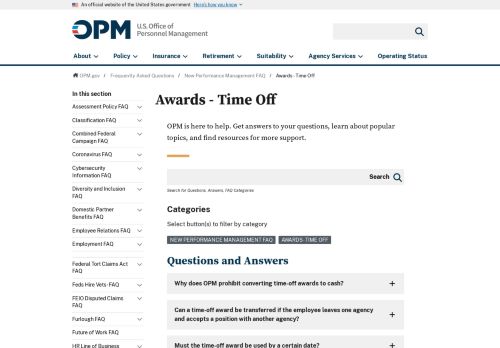 An official website of the United States government Here's how you know
OPM U.S. Office of
Personnel Management
About Policy Insurance Retirement Suitability Agency Services Operating Status
OPM.gov / Frequently Asked Questions / New Performance Management FAQ / Awards - Time Off
In this section
Assessment Policy FAQ
Classification FAQ
Combined Federal
Campaign FAQ
Coronavirus FAQ
Cybersecurity
Information FAQ
Diversity and Inclusion
FAQ
Domestic Partner
Benefits FAQ
Employee Relations FAQ
Employment FAQ
Federal Tort Claims Act
FAQ
Feds Hire Vets - FAQ
FEIO Disputed Claims
FAQ
Furlough FAQ
Future of Work FAQ
HR Line of Business
Awards - Time Off
OPM is here to help. Get answers to your questions, learn about popular
topics, and find resources for more support.
Search
Search for Questions, Answers, FAQ Categories
Categories
Select button(s) to filter by category
NEW PERFORMANCE MANAGEMENT FAQ AWARDS - TIME OFF
Questions and Answers
Why does OPM prohibit converting time-off awards to cash?
Can a time-off award be transferred if the employee leaves one agency
and accepts a position with another agency?
Must the time-off award be used by a certain date?